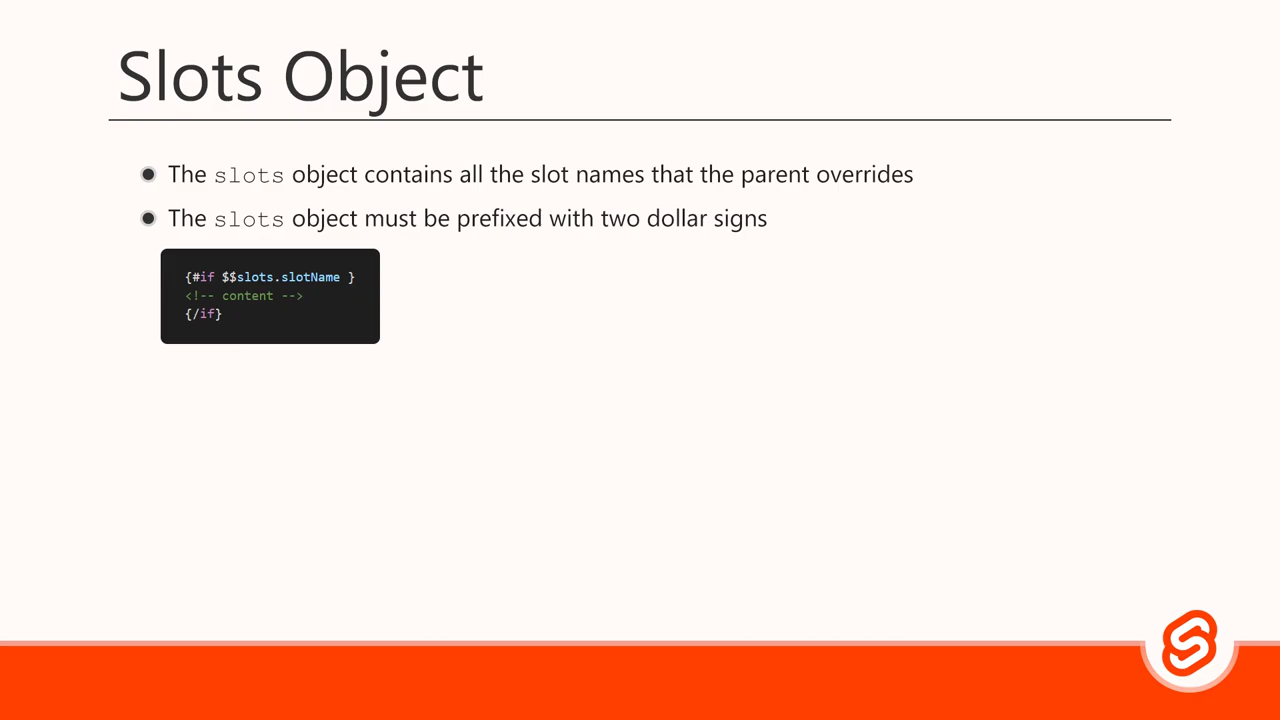 Slots Object
The slots object contains all the slot names that the parent overrides
The slots object must be prefixed with two dollar signs
{#if $$slots.slotName }
<!-- content -->
{/if}